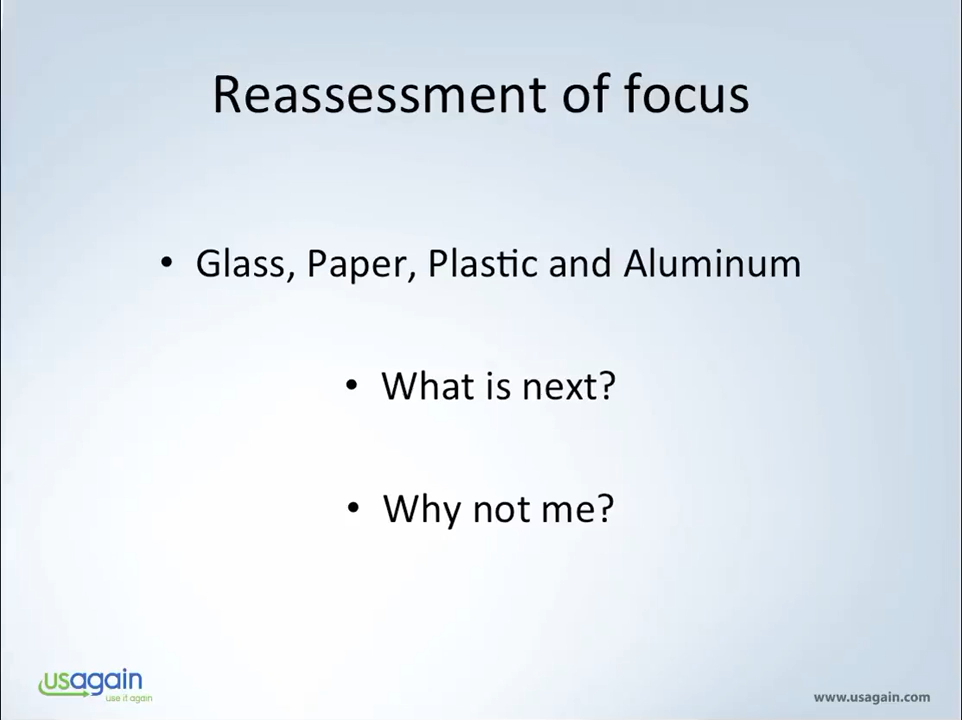 Reassessment of focus
• Glass, Paper, Plastic and Aluminum
• What is next?
• Why not me?
usagain
use it again
www.usagain.com